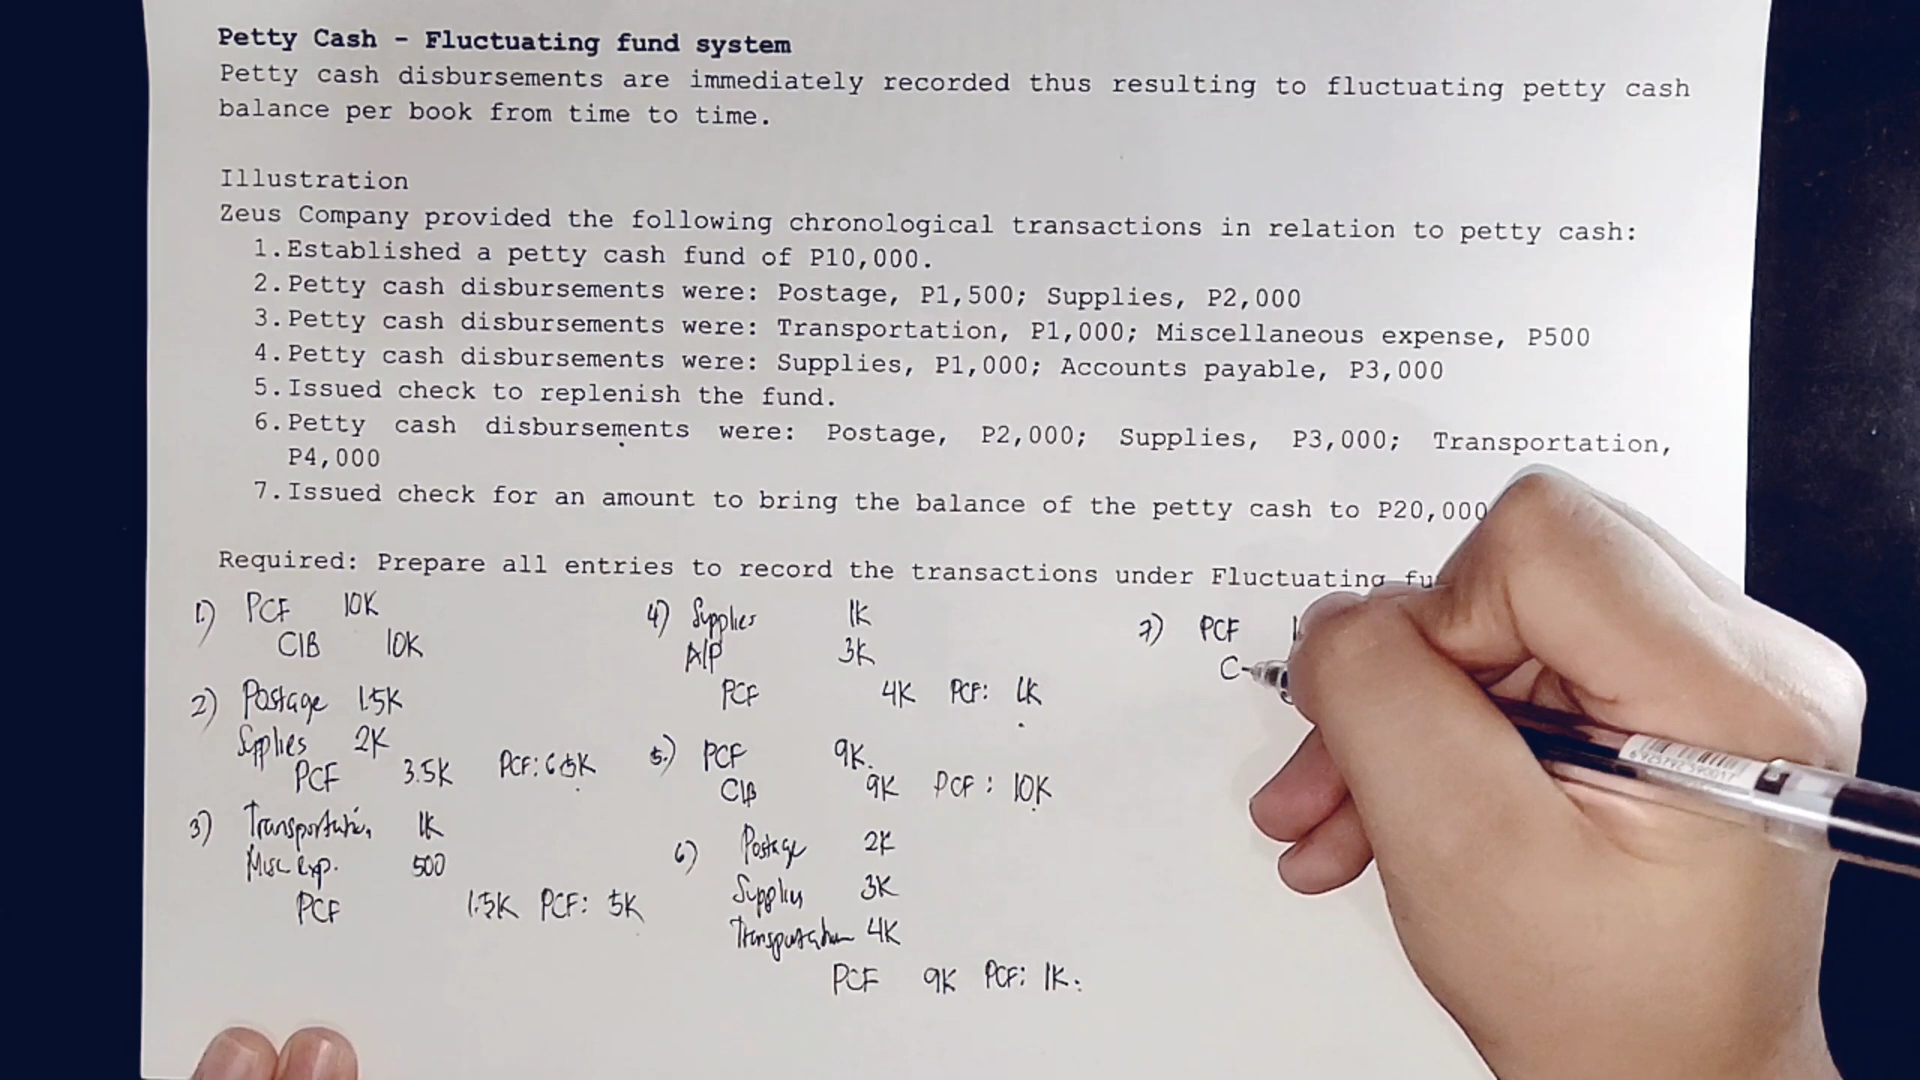 Petty Cash - Fluctuating fund system
Petty cash disbursements are immediately recorded thus resulting to fluctuating petty cash
balance per book from time to time.
Illustration
Zeus Company provided the following chronological transactions in relation to petty cash:
1. Established a petty cash fund of P10,000.
2. Petty cash disbursements were: Postage, P1,500; Supplies, P2,000
3. Petty cash disbursements were: Transportation, P1,000; Miscellaneous expense, P500
4. Petty cash disbursements were: Supplies, P1,000; Accounts payable, P3,000
5. Issued check to replenish the fund.
6. Petty cash disbursements were: Postage, P2,000; Supplies, P3,000; Transportation,
P4,000
7. Issued check for an amount to bring the balance of the petty cash to P20,000
Required: Prepare all entries to record the transactions under Fluctuating fu
1.) PCF 10K
CIB 10K
2) Postage 1.5K
Supplies 2K
PCF 3.5K PCF: 6.5K
3) Transportation 1K
Misc exp. 500
PCF 1.5K PCF: 5K
4) Supplies 1K
A/P 3K
PCF 4K PCF: 1K
5.) PCF 9K.
CIB 9K PCF: 10K
6) Postage 2K
Supplies 3K
Transportation 4K
PCF 9K PCF: 1K.
7) PCF 1
C